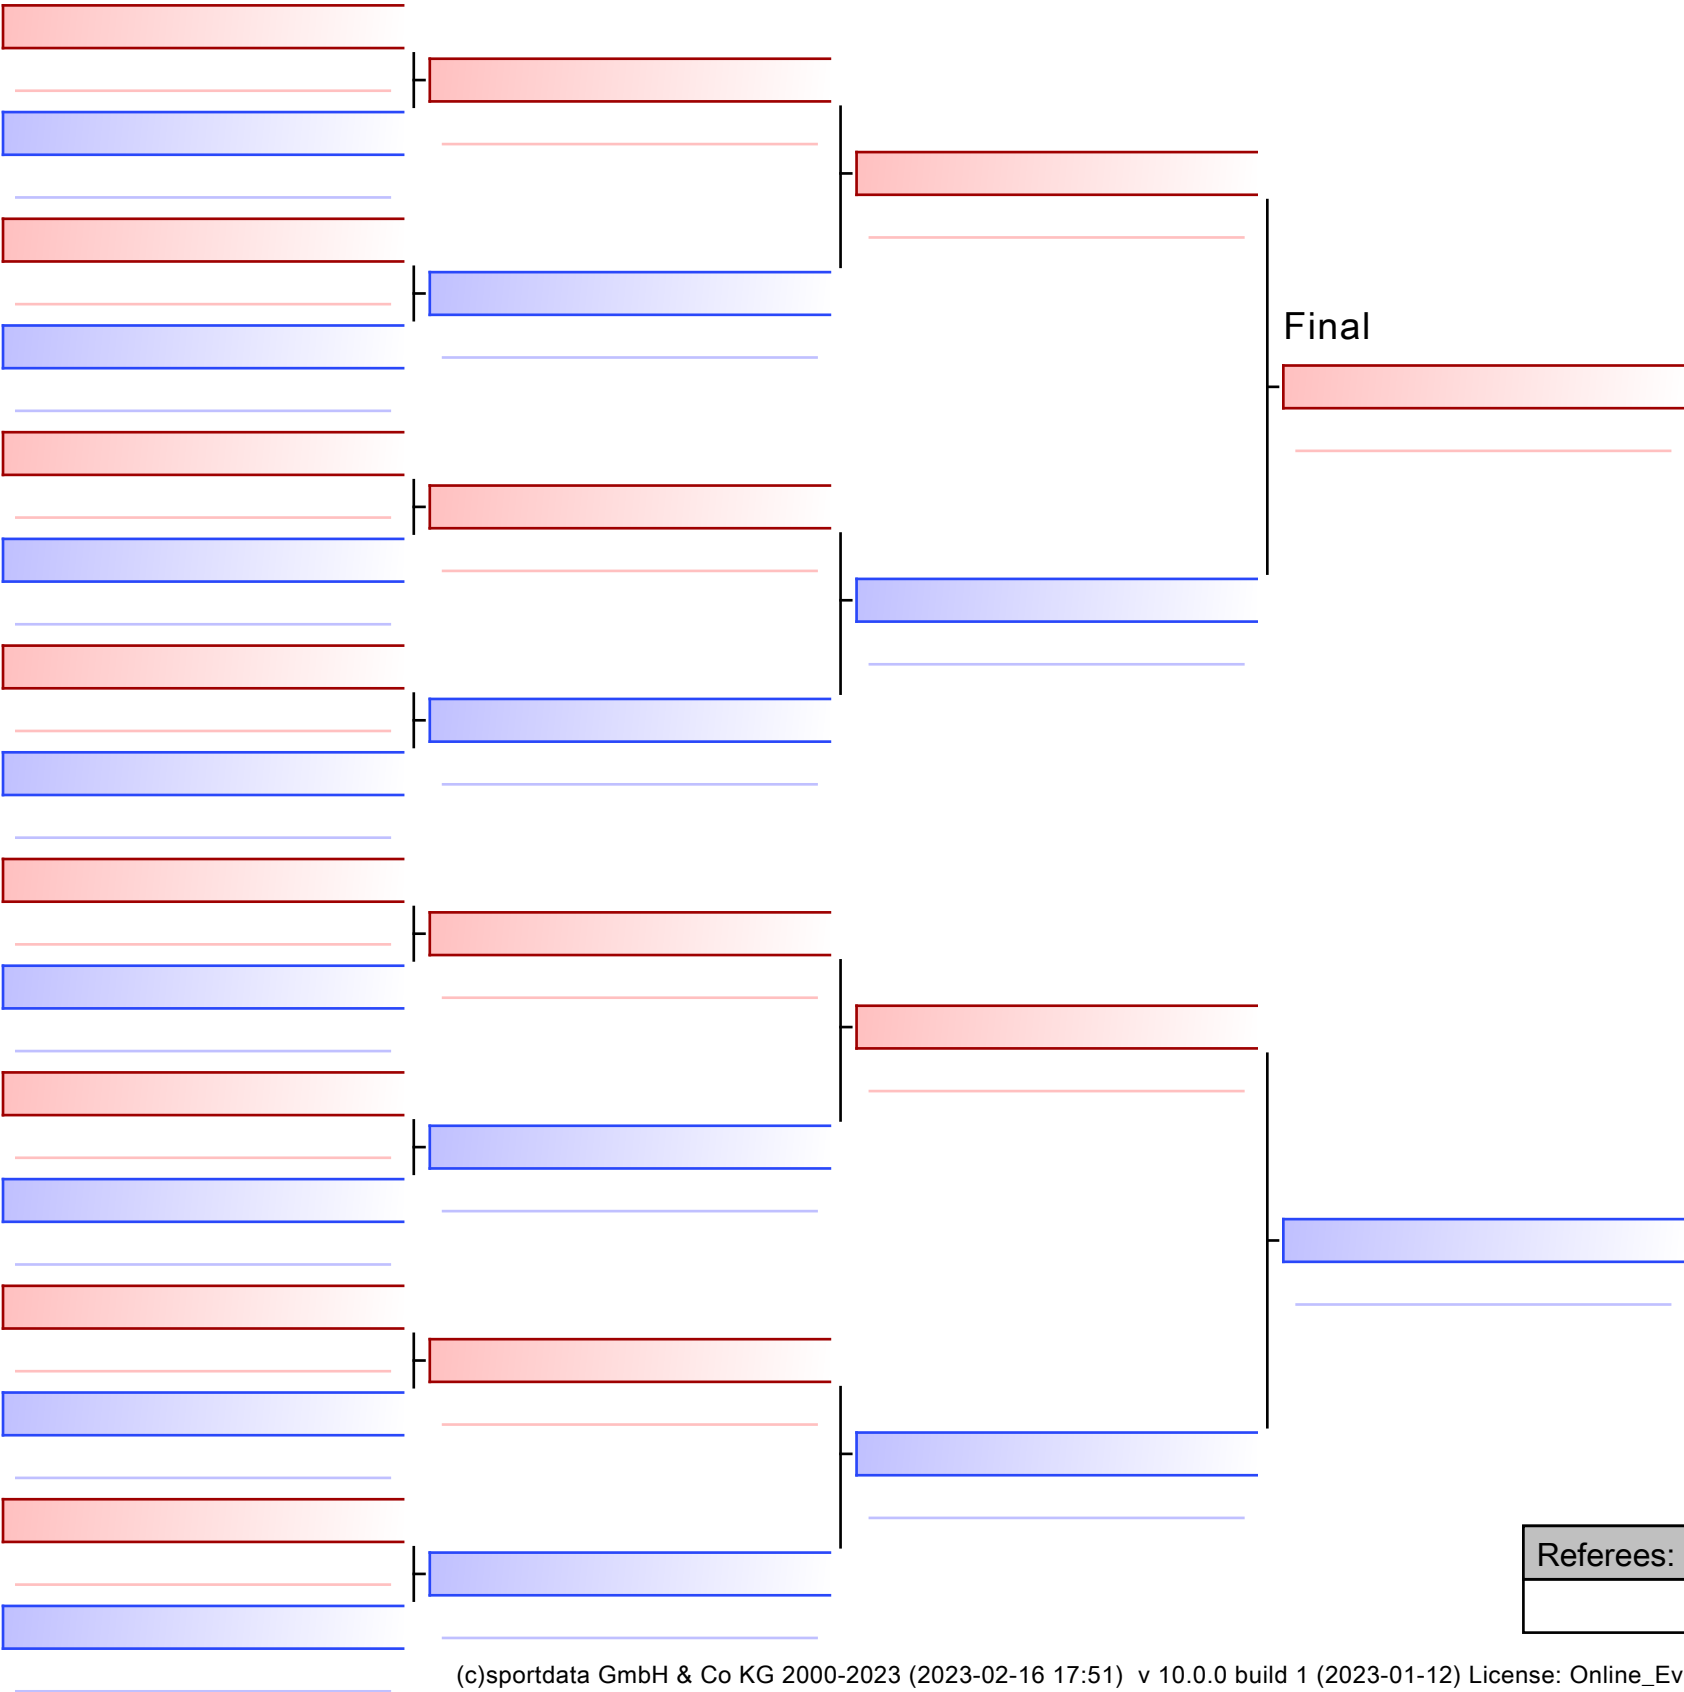 Final
Referees:
(c)sportdata GmbH & Co KG 2000-2023 (2023-02-16 17:51)  v 10.0.0 build 1 (2023-01-12) License: Online_Ev